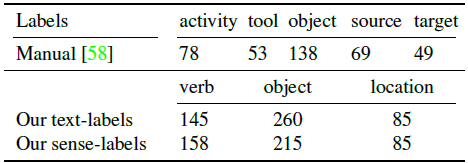 Labels activity tool object source target
Manual [58] 78 53 138 69 49
verb object location
Our text-labels 145 260 85
Our sense-labels 158 215 85